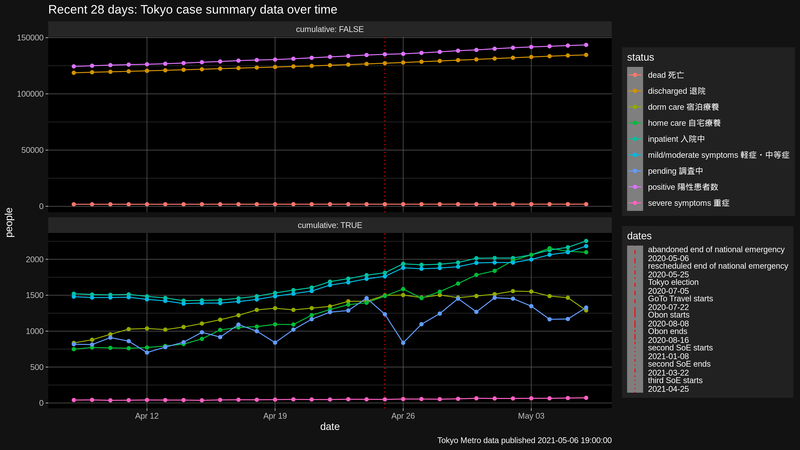 Recent 28 days: Tokyo case summary data over time
cumulative: FALSE
150000
100000
50000
0
cumulative: TRUE
2000
1500
1000
500
0
people
Apr 12
Apr 19
Apr 26
May 03
date
Tokyo Metro data published 2021-05-06 19:00:00
status
dead 死亡
discharged 退院
dorm care 宿泊療養
home care 自宅療養
inpatient 入院中
mild/moderate symptoms 軽症・中等症
pending 調査中
positive 陽性患者数
severe symptoms 重症
dates
abandoned end of national emergency
2020-05-06
rescheduled end of national emergency
2020-05-25
Tokyo election
2020-07-05
GoTo Travel starts
2020-07-22
Obon starts
2020-08-08
Obon ends
2020-08-16
second SoE starts
2021-01-08
second SoE ends
2021-03-22
third SoE starts
2021-04-25